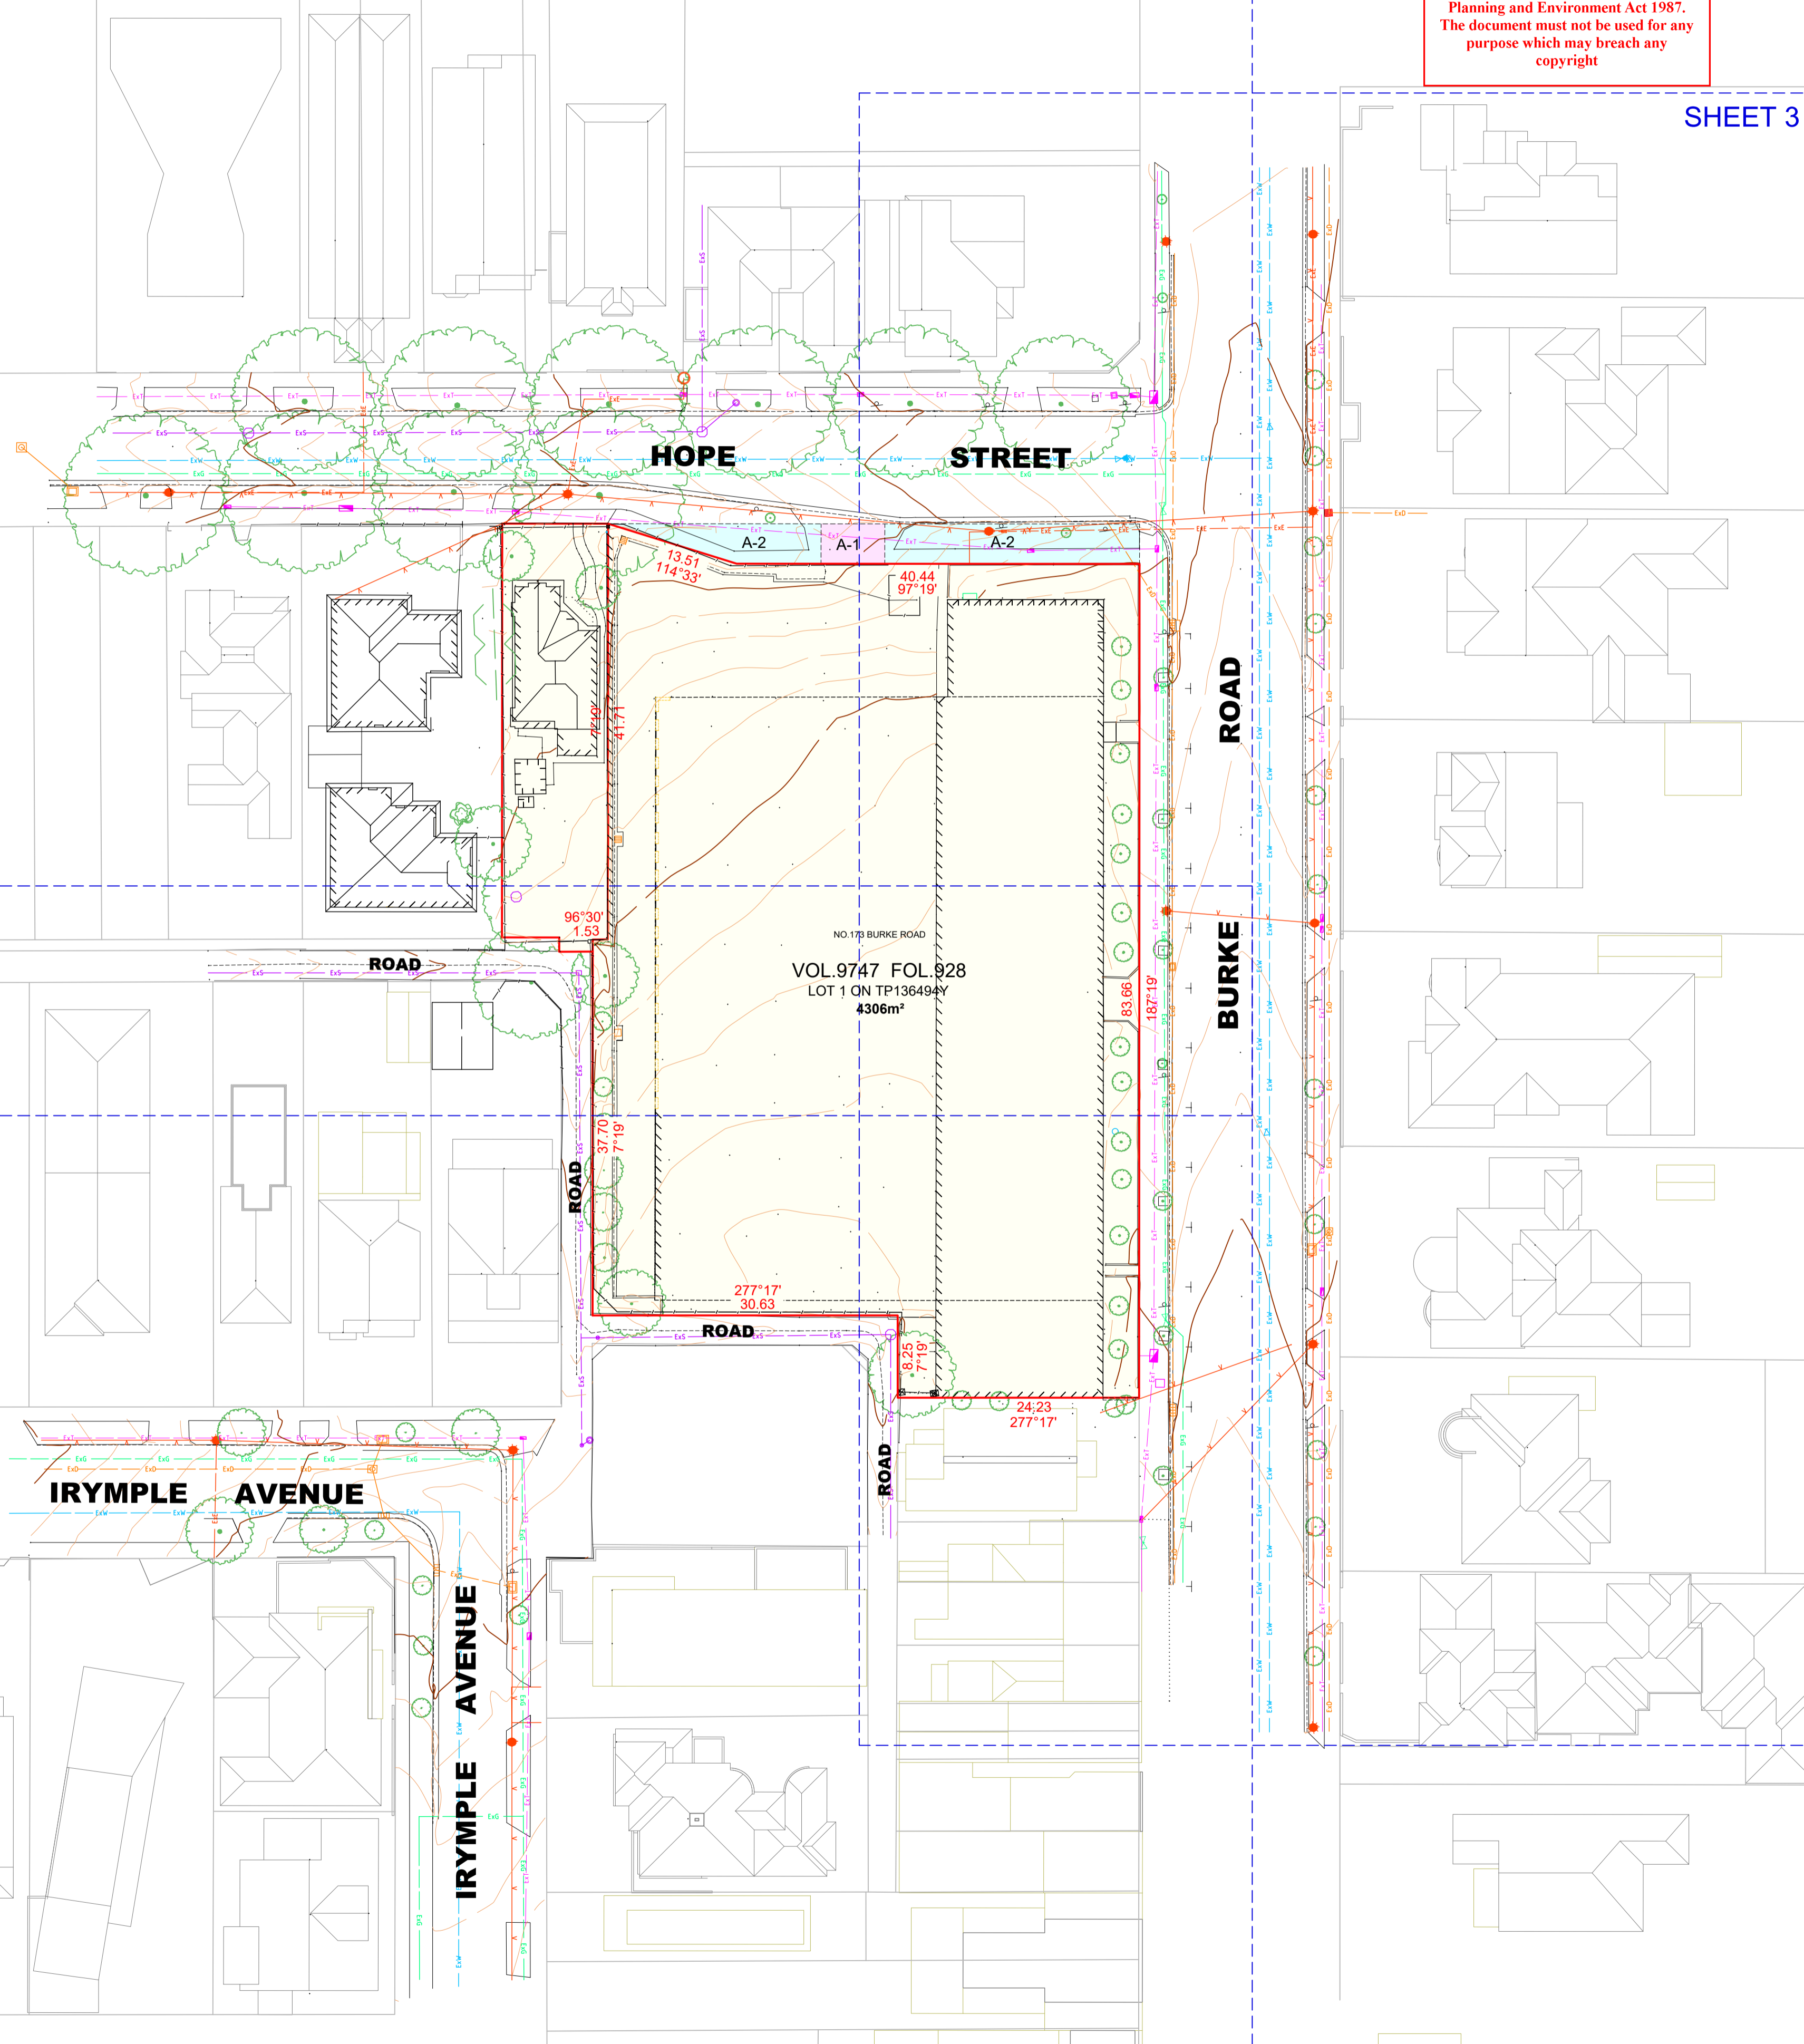 Planning and Environment Act 1987.
The document must not be used for any
purpose which may breach any
copyright
SHEET 3
HOPE STREET
A-2
A-1
A-2
13.51
114°33'
40.44
97°19'
7°19'
41.71
BURKE ROAD
96°30'
1.53
NO.173 BURKE ROAD
VOL.9747 FOL.928
LOT 1 ON TP136494Y
4306m²
83.66
187°19'
ROAD
37.70
7°19'
ROAD
277°17'
30.63
ROAD
8.25
7°19'
24.23
277°17'
ROAD
IRYMPLE AVENUE
IRYMPLE AVENUE